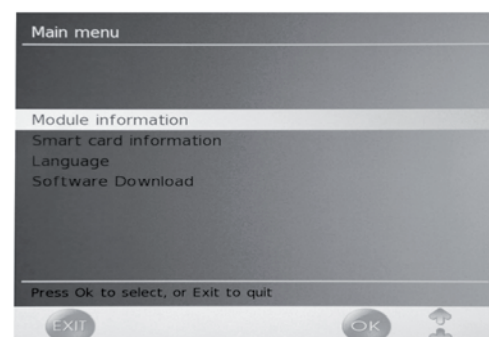 Main menu
Module information
Smart card information
Language
Software Download
Press Ok to select, or Exit to quit
EXIT
OK